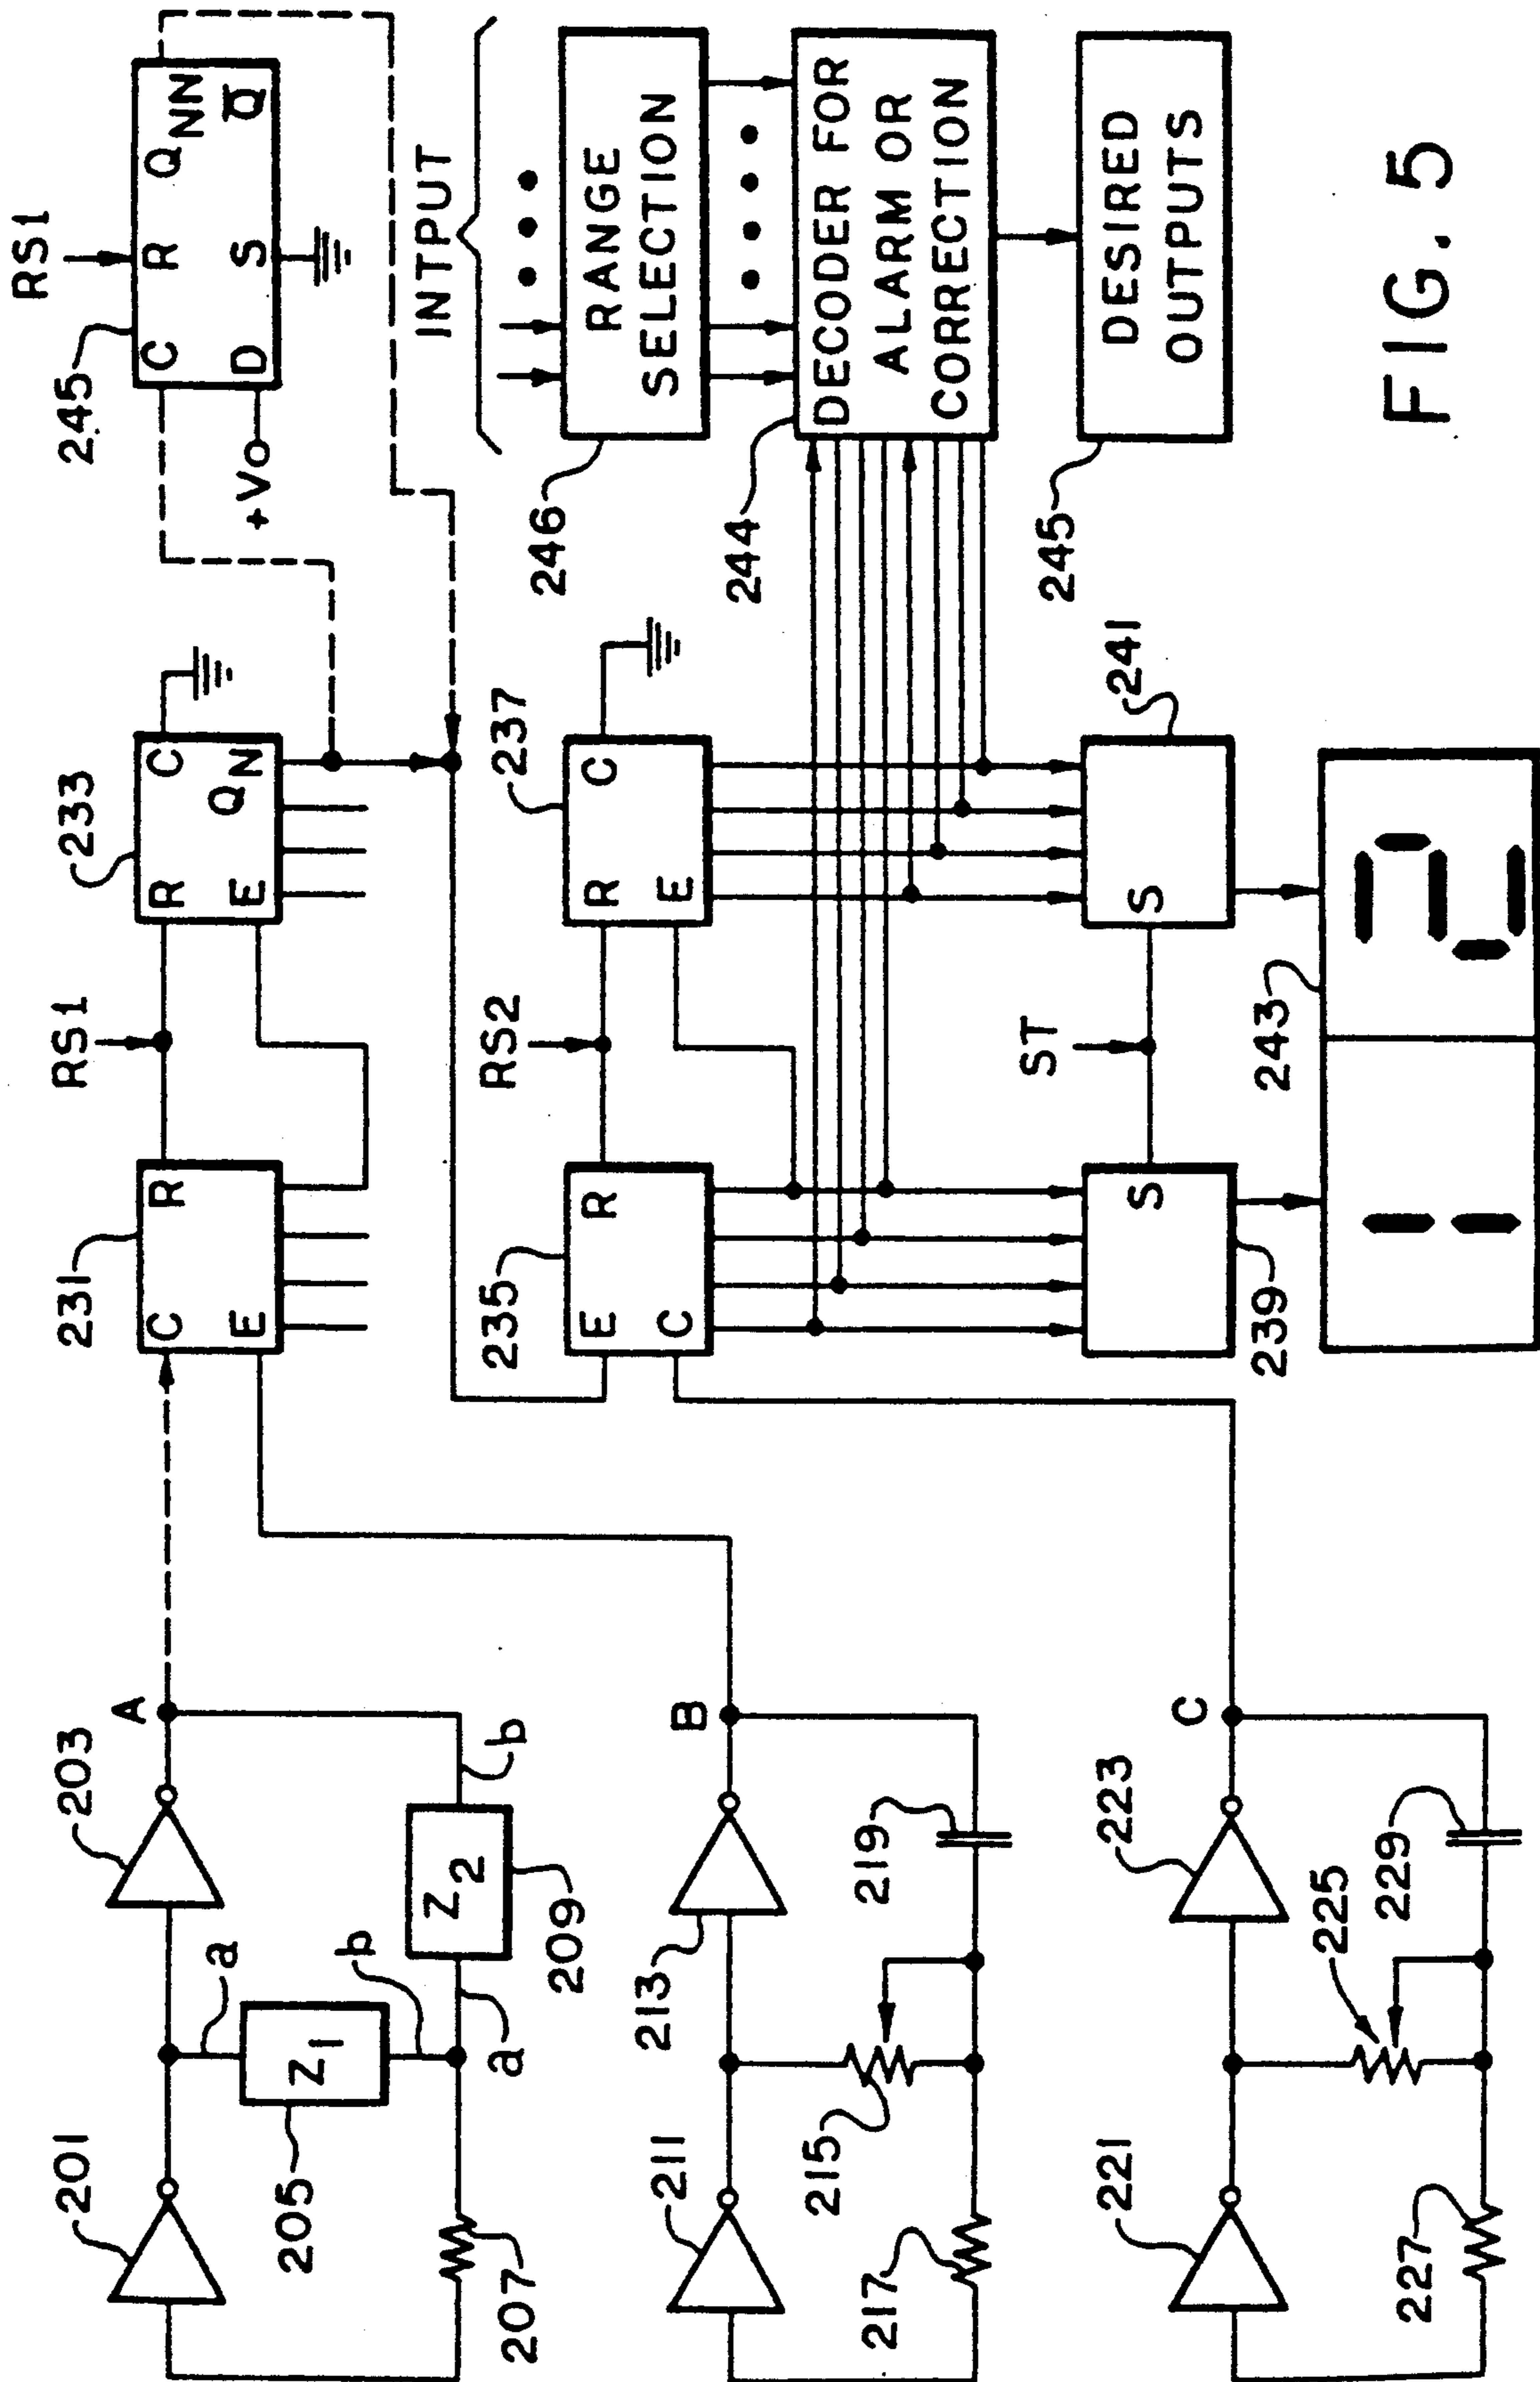 RS1
201
203
A
231
RS1
233
245
C
R
R
C
C
R
Q
NN
E
E
Q
N
D
S
Q̅
+Vo
a
205
Z1
b
b
INTPUT
207
a
Z2
209
235
RS2
237
246
RANGE
SELECTION
E
R
R
C
C
E
211
213
B
244
DECODER FOR
ALARM OR
CORRECTION
215
217
219
ST
241
245
DESIRED
OUTPUTS
S
S
221
223
C
239
243
225
227
229
12
FIG. 5